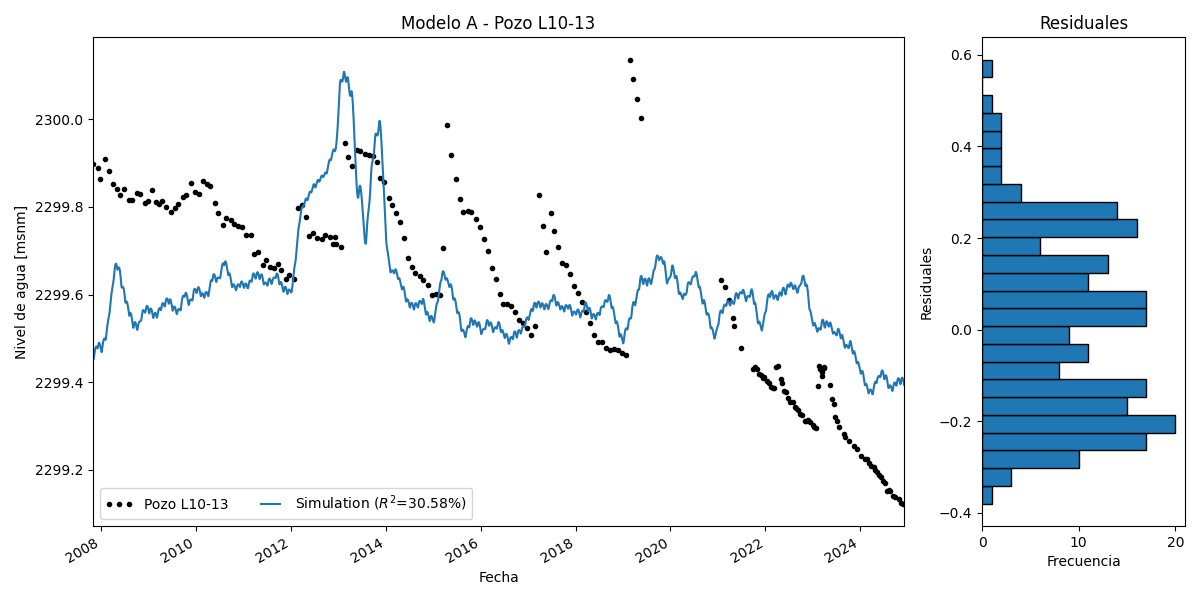 Modelo A - Pozo L10-13
Nivel de agua [msnm]
2300.0
2299.8
2299.6
2299.4
2299.2
2008
2010
2012
2014
2016
2018
2020
2022
2024
Fecha
Pozo L10-13
Simulation (R²=30.58%)
Residuales
Residuales
0.6
0.4
0.2
0.0
−0.2
−0.4
0
10
20
Frecuencia